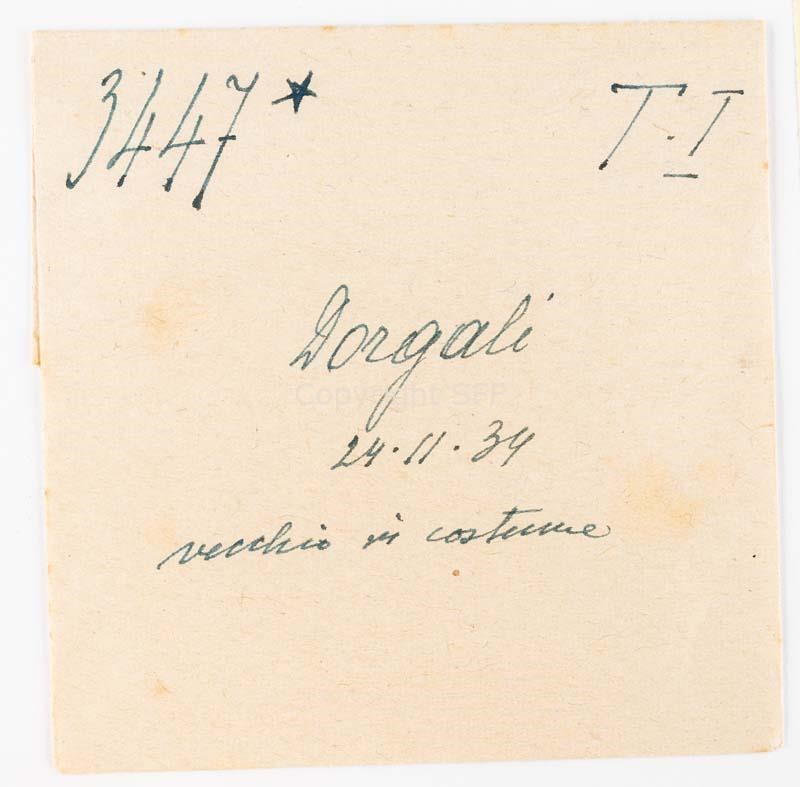 3447* T.I
Dorgali
Copyright SFP
24.11.34
vecchio in costume